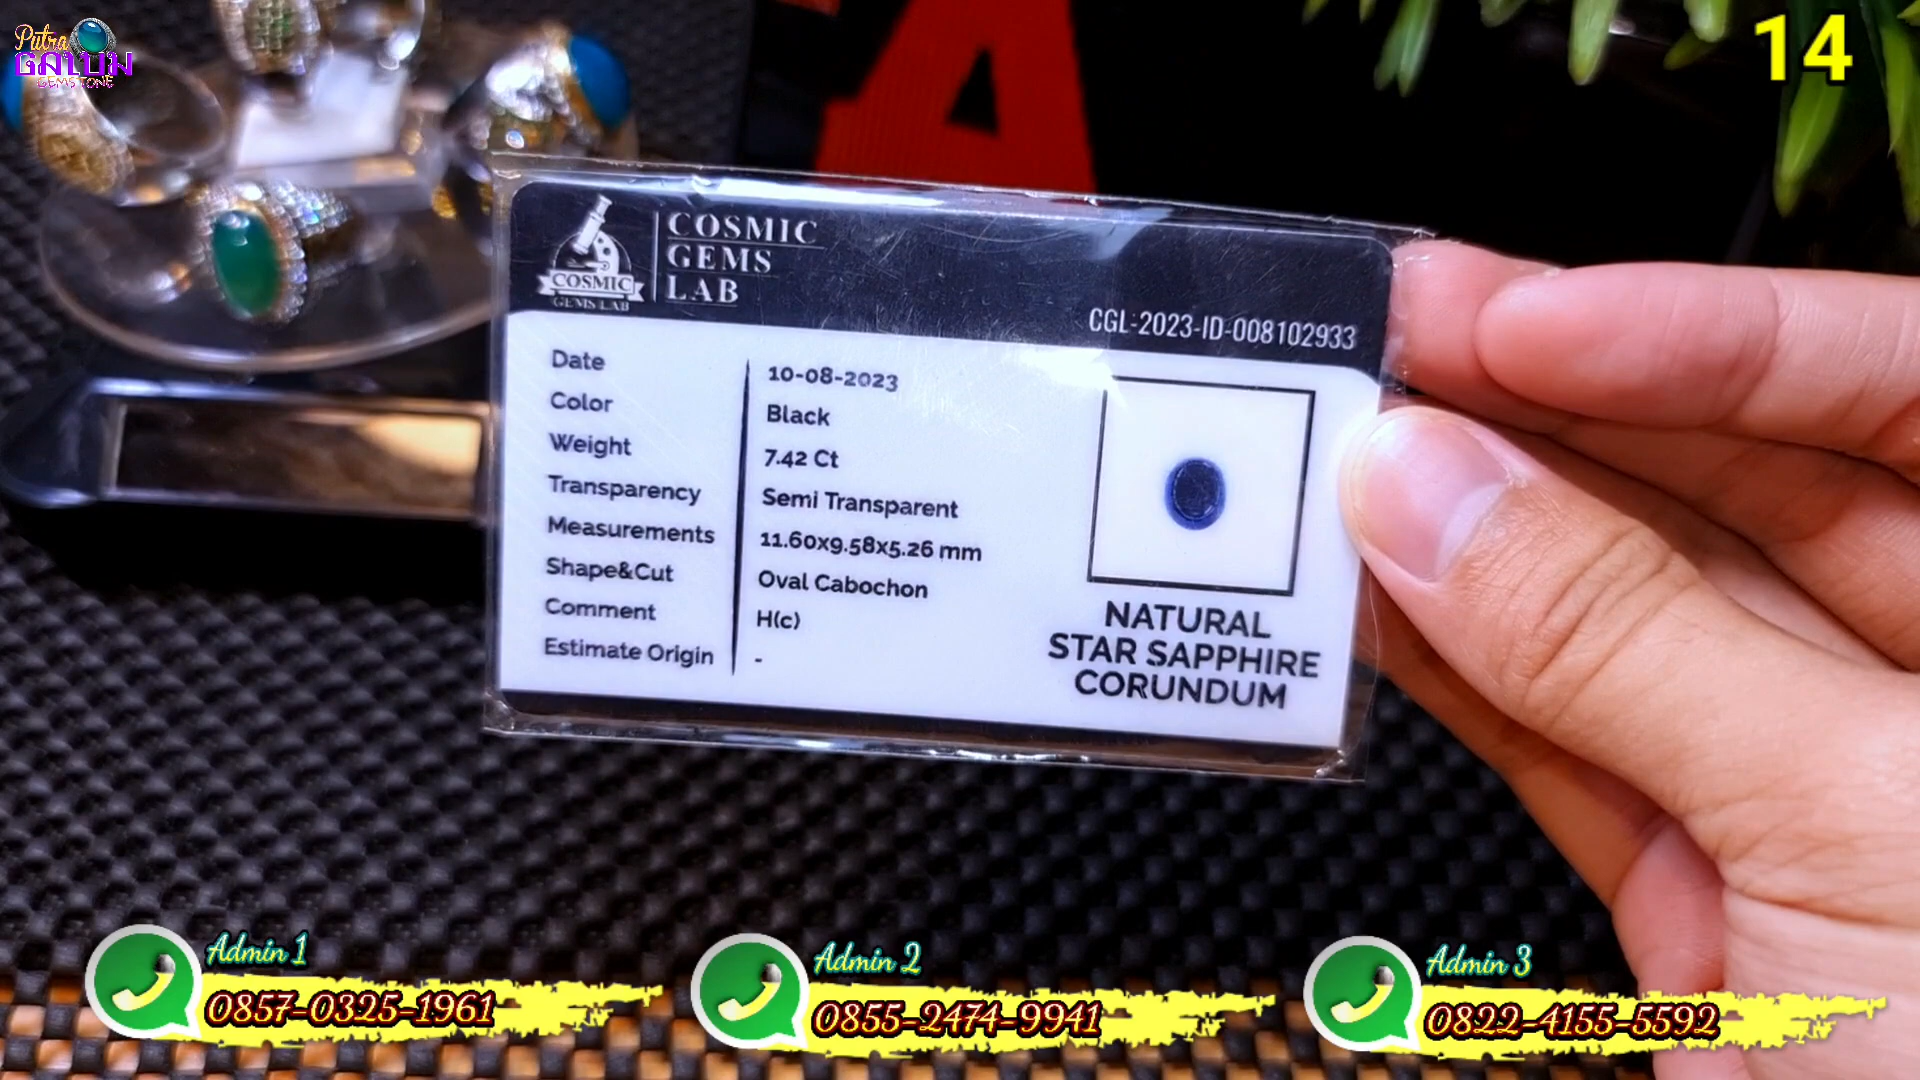 Putra
GALUN
GEMSTONE
14
A
COSMIC
GEMS LAB
COSMIC
GEMS
LAB
CGL-2023-ID-008102933
Date 10-08-2023
Color Black
Weight 7.42 Ct
Transparency Semi Transparent
Measurements 11.60x9.58x5.26 mm
Shape&Cut Oval Cabochon
Comment H(c)
Estimate Origin -
NATURAL
STAR SAPPHIRE
CORUNDUM
Admin 1
0857-0325-1961
Admin 2
0855-2474-9941
Admin 3
0822-4155-5592